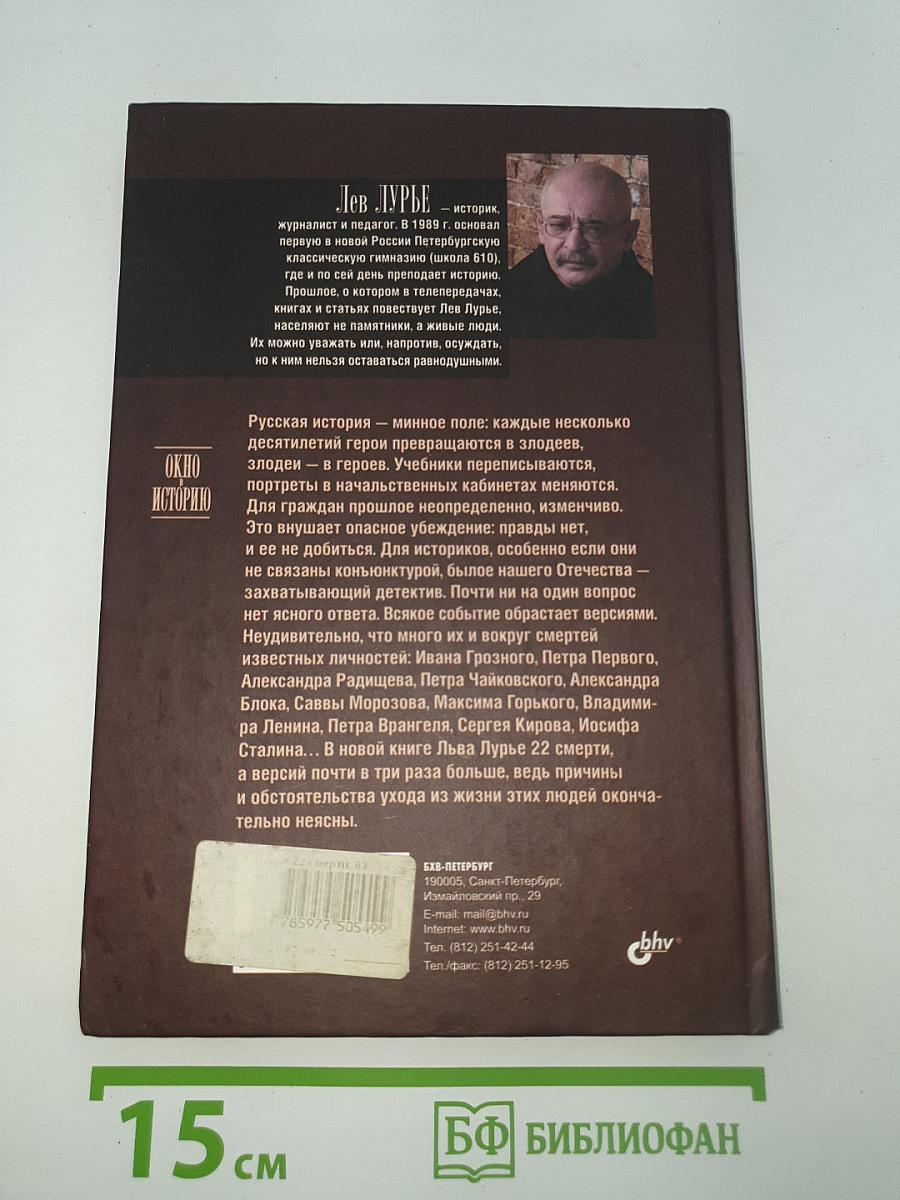 Лев ЛУРЬЕ — историк,
журналист и педагог. В 1989 г. основал
первую в новой России Петербургскую
классическую гимназию (школа 610),
где и по сей день преподает историю.
Прошлое, о котором в телепередачах,
книгах и статьях повествует Лев Лурье,
населяют не памятники, а живые люди.
Их можно уважать или, напротив, осуждать,
но к ним нельзя оставаться равнодушными.
ОКНО
в
ИСТОРИЮ
Русская история — минное поле: каждые несколько
десятилетий герои превращаются в злодеев,
злодеи — в героев. Учебники переписываются,
портреты в начальственных кабинетах меняются.
Для граждан прошлое неопределенно, изменчиво.
Это внушает опасное убеждение: правды нет,
и ее не добиться. Для историков, особенно если они
не связаны конъюнктурой, былое нашего Отечества —
захватывающий детектив. Почти ни на один вопрос
нет ясного ответа. Всякое событие обрастает версиями.
Неудивительно, что много их и вокруг смертей
известных личностей: Ивана Грозного, Петра Первого,
Александра Радищева, Петра Чайковского, Александра
Блока, Саввы Морозова, Максима Горького, Владими-
ра Ленина, Петра Врангеля, Сергея Кирова, Иосифа
Сталина... В новой книге Льва Лурье 22 смерти,
а версий почти в три раза больше, ведь причины
и обстоятельства ухода из жизни этих людей оконча-
тельно неясны.
22 смерти, 63
785977 505499
БХВ-ПЕТЕРБУРГ
190005, Санкт-Петербург,
Измайловский пр., 29
E-mail: mail@bhv.ru
Internet: www.bhv.ru
Тел. (812) 251-42-44
Тел./факс: (812) 251-12-95
bhv®
15 см
БФ БИБЛИОФАН